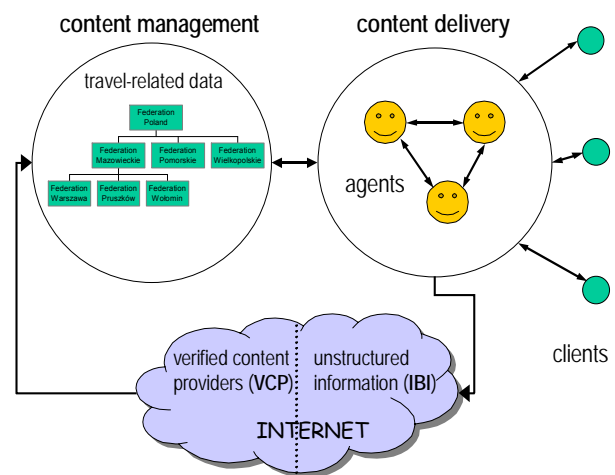 content management
content delivery
travel-related data
Federation
Poland
Federation
Mazowieckie
Federation
Pomorskie
Federation
Wielkopolskie
Federation
Warszawa
Federation
Pruszków
Federation
Wołomin
agents
clients
verified content
providers (VCP)
unstructured
information (IBI)
INTERNET